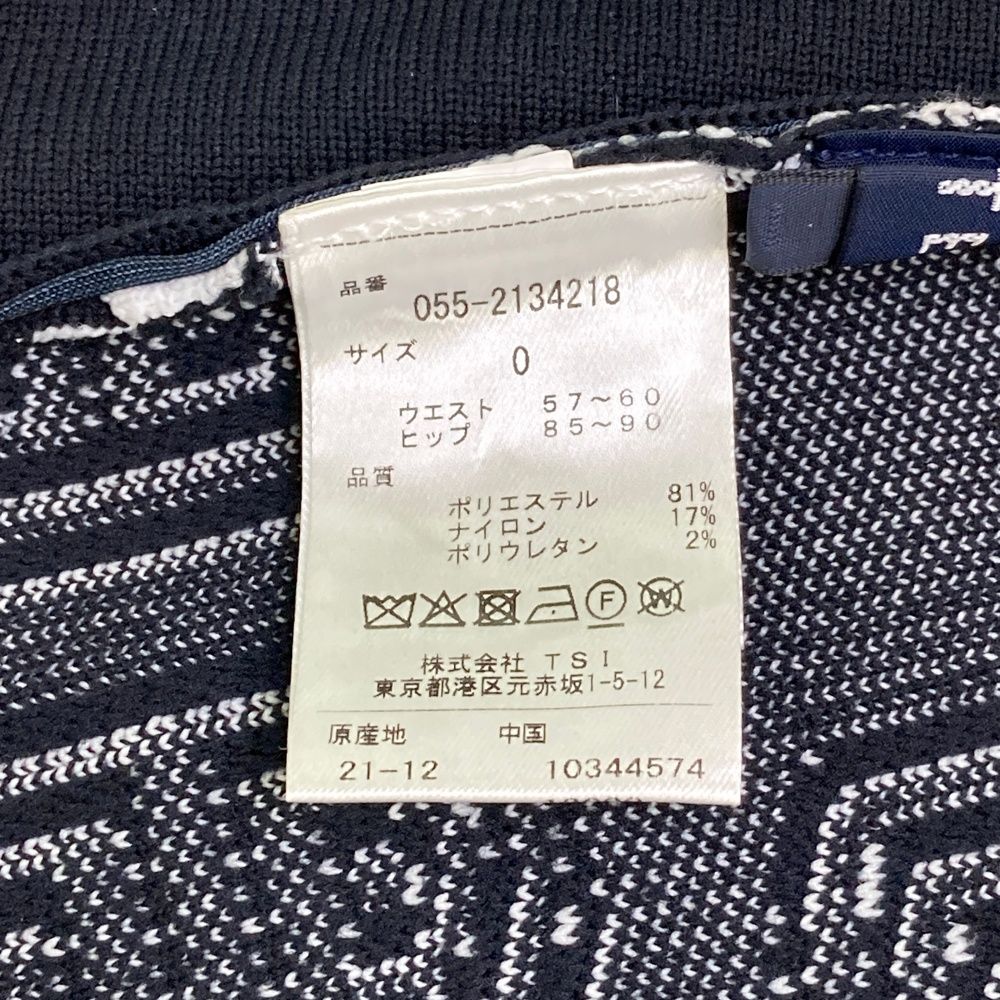 品番
055-2134218
サイズ
0
ウエスト 57～60
ヒップ 85～90
品質
ポリエステル 81%
ナイロン 17%
ポリウレタン 2%
F W
株式会社 TSI
東京都港区元赤坂1-5-12
原産地 中国
21-12 10344574